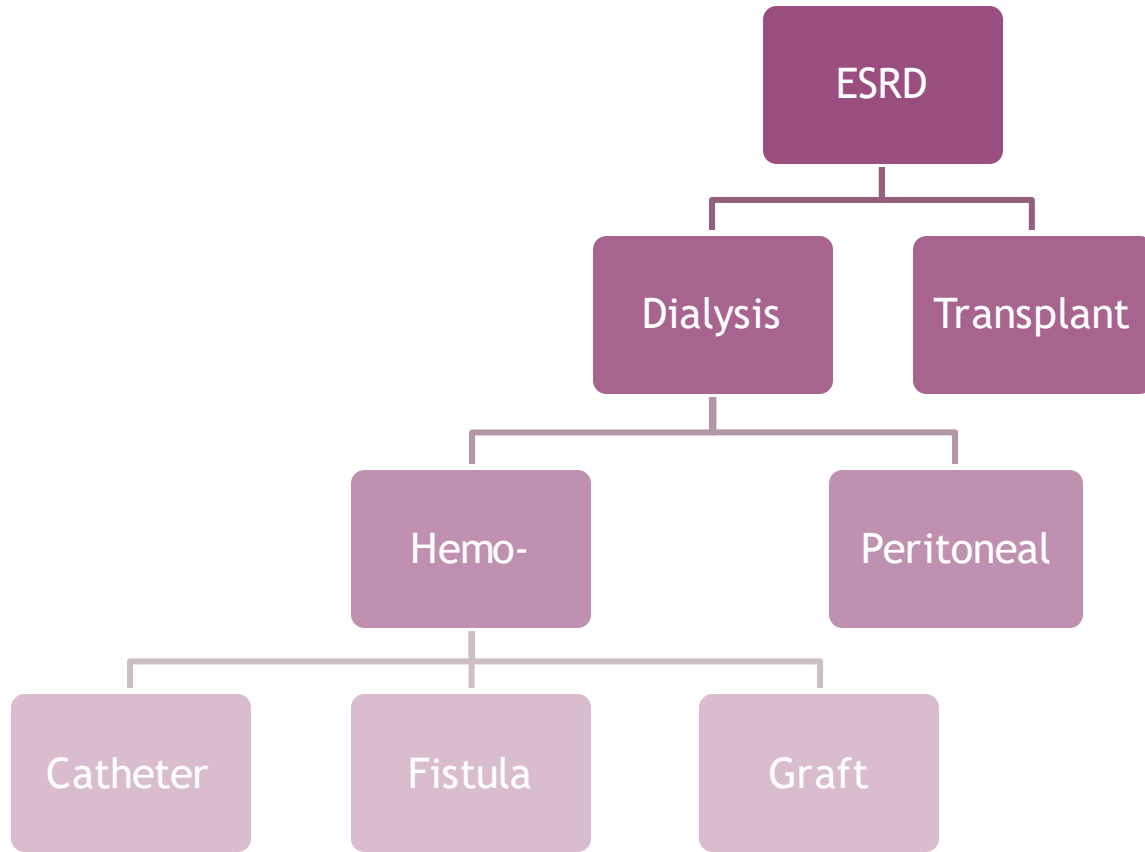 ESRD
Dialysis
Transplant
Hemo-
Peritoneal
Catheter
Fistula
Graft